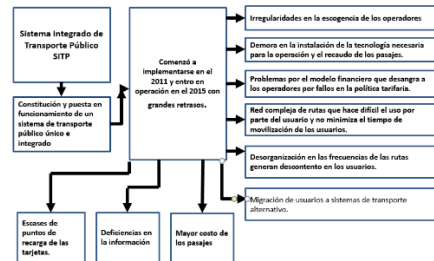 Sistema Integrado de
Transporte Público
SITP
Constitución y puesta en
funcionamiento de un
sistema de transporte
público único e
integrado
Comenzó a
implementarse en el
2011 y entro en
operación en el 2015 con
grandes retrasos.
Irregularidades en la escogencia de los operadores
Demora en la instalación de la tecnología necesaria
para la operación y el recaudo de los pasajes.
Problemas por el modelo financiero que desangra a
los operadores por fallos en la política tarifaria.
Red compleja de rutas que hace difícil el uso por
parte del usuario y no minimiza el tiempo de
movilización de los usuarios.
Desorganización en las frecuencias de las rutas
generan descontento en los usuarios.
Migración de usuarios a sistemas de transporte
alternativo.
Escases de
puntos de
recarga de las
tarjetas.
Deficiencias en
la información
Mayor costo de
los pasajes